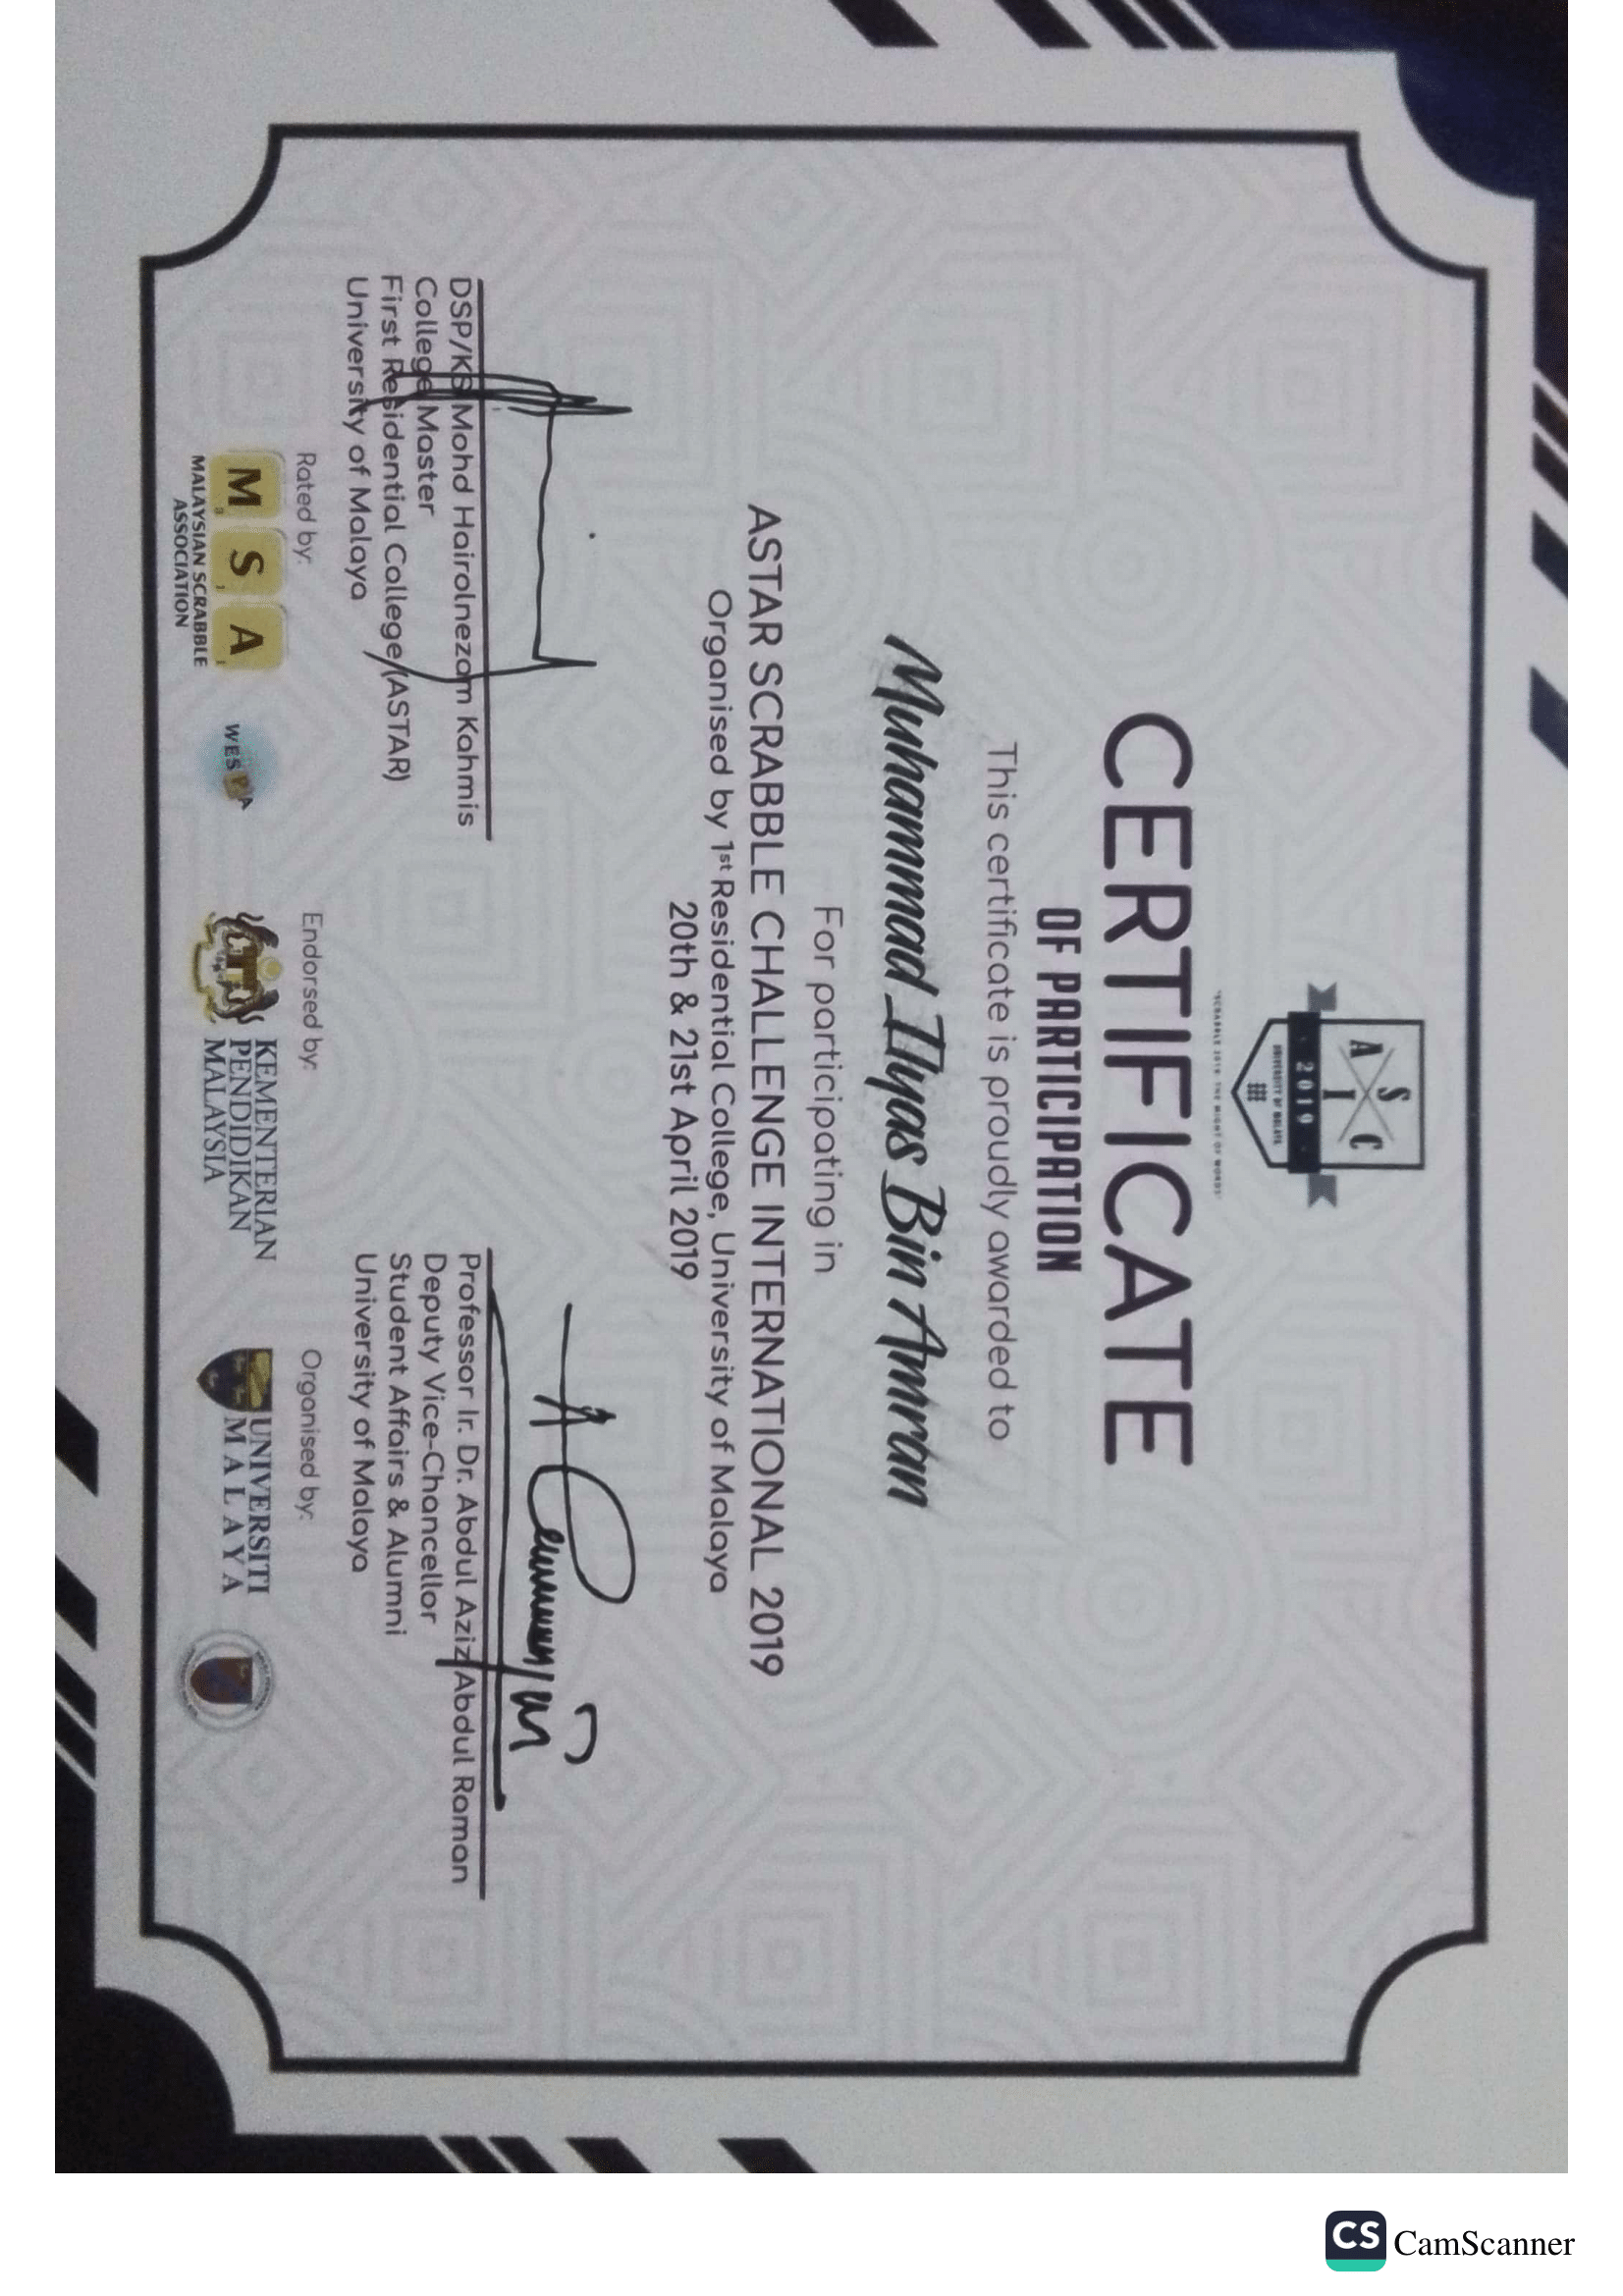 A S I C
2019
UNIVERSITY OF MALAYA
"SCRABBLE 2019: THE MIGHT OF WORDS"
CERTIFICATE
OF PARTICIPATION
This certificate is proudly awarded to
Muhammad Ilyas Bin Amran
For participating in
ASTAR SCRABBLE CHALLENGE INTERNATIONAL 2019
Organised by 1st Residential College, University of Malaya
20th & 21st April 2019
DSP/KS Mohd Hairolnezam Kahmis
College Master
First Residential College (ASTAR)
University of Malaya
Professor Ir. Dr. Abdul Aziz Abdul Raman
Deputy Vice-Chancellor
Student Affairs & Alumni
University of Malaya
Rated by:
M S A
MALAYSIAN SCRABBLE
ASSOCIATION
WESPA
Endorsed by:
KEMENTERIAN
PENDIDIKAN
MALAYSIA
Organised by:
UNIVERSITI
MALAYA
CS CamScanner